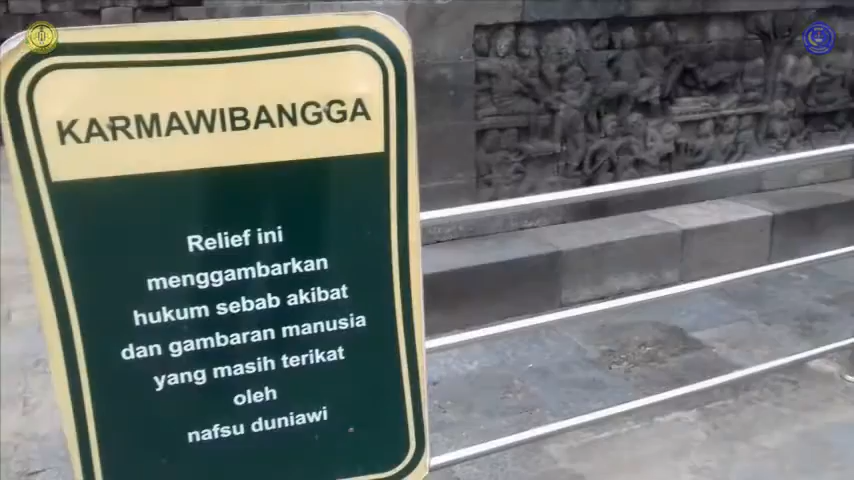 KARMAWIBANGGA
Relief ini
menggambarkan
hukum sebab akibat
dan gambaran manusia
yang masih terikat
oleh
nafsu duniawi